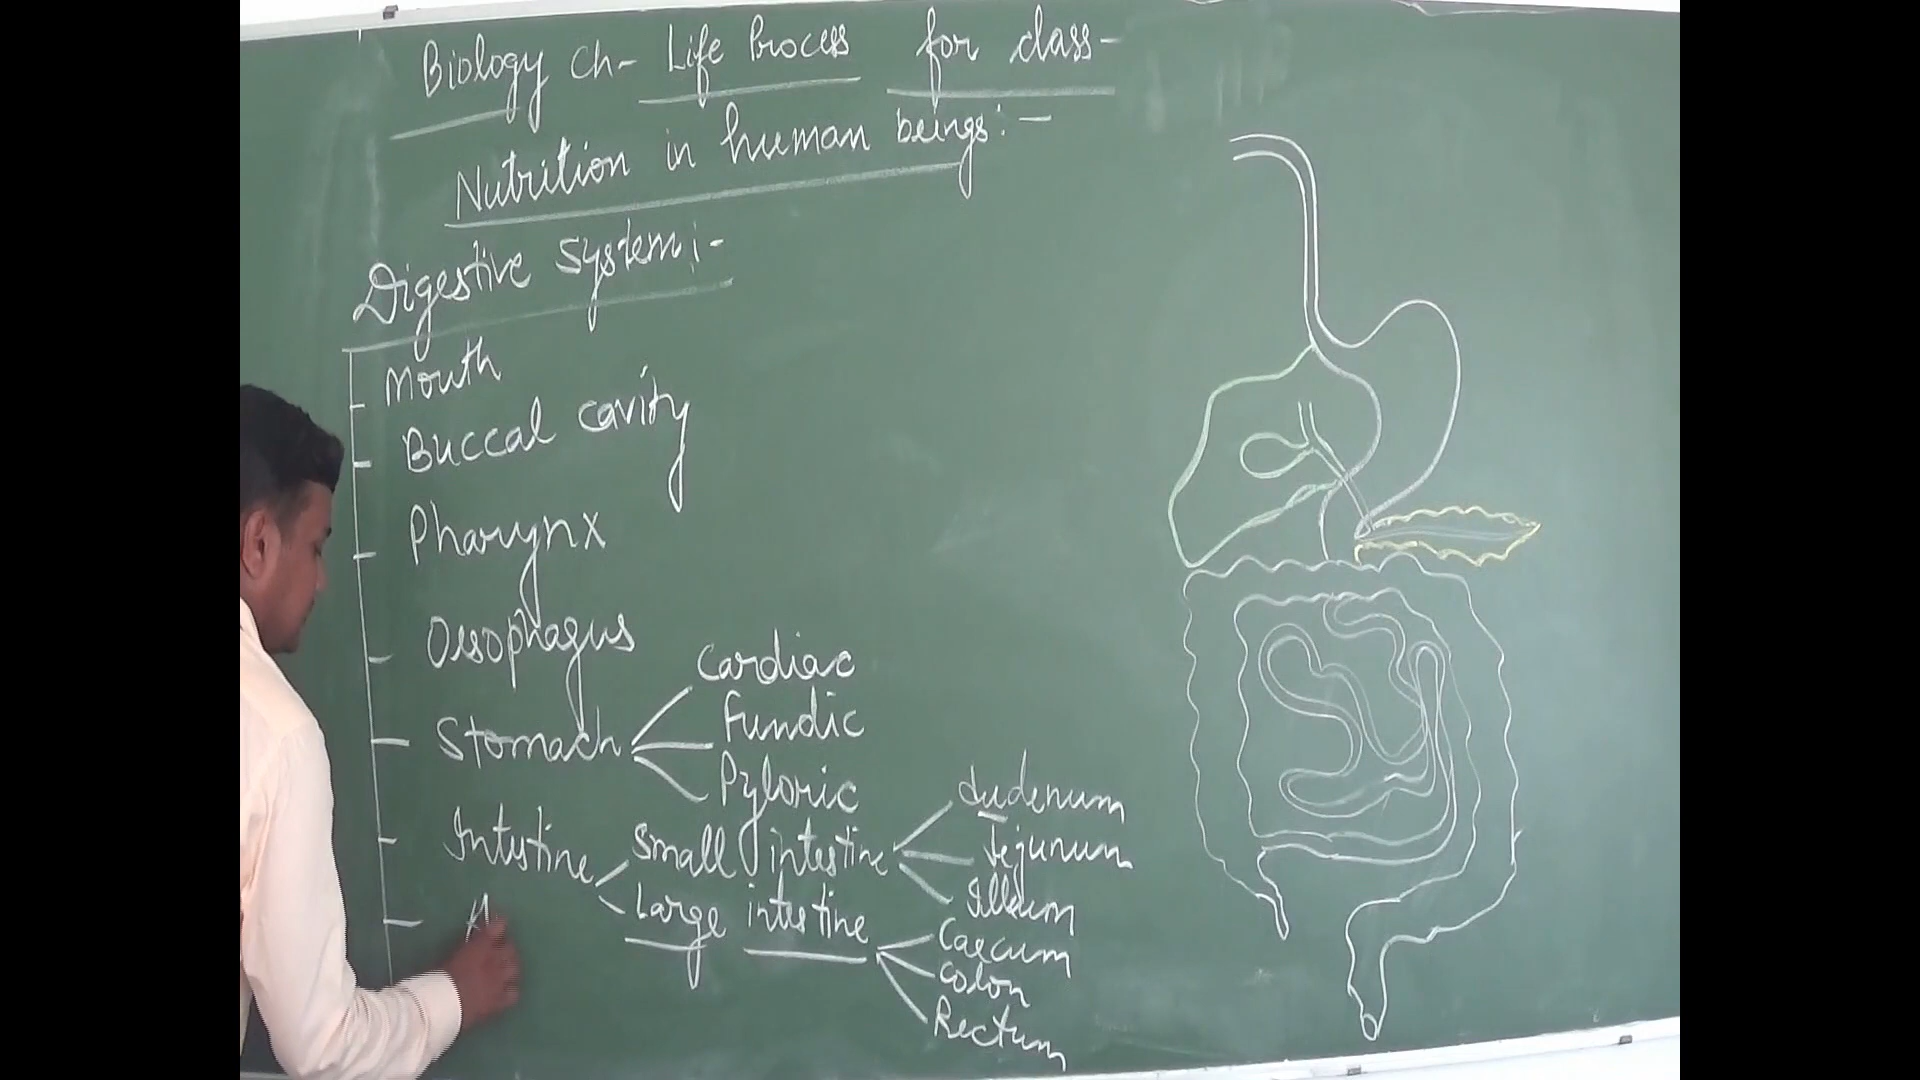 Biology Ch- Life Process for class-
Nutrition in human beings:-
Digestive system:-
Mouth
Buccal cavity
Pharynx
Oesophagus
Stomach
Cardiac
Fundic
Pyloric
Intestine
Small intestine
dudenum
Jejunum
Illeum
Large intestine
Caecum
Colon
Rectum
A